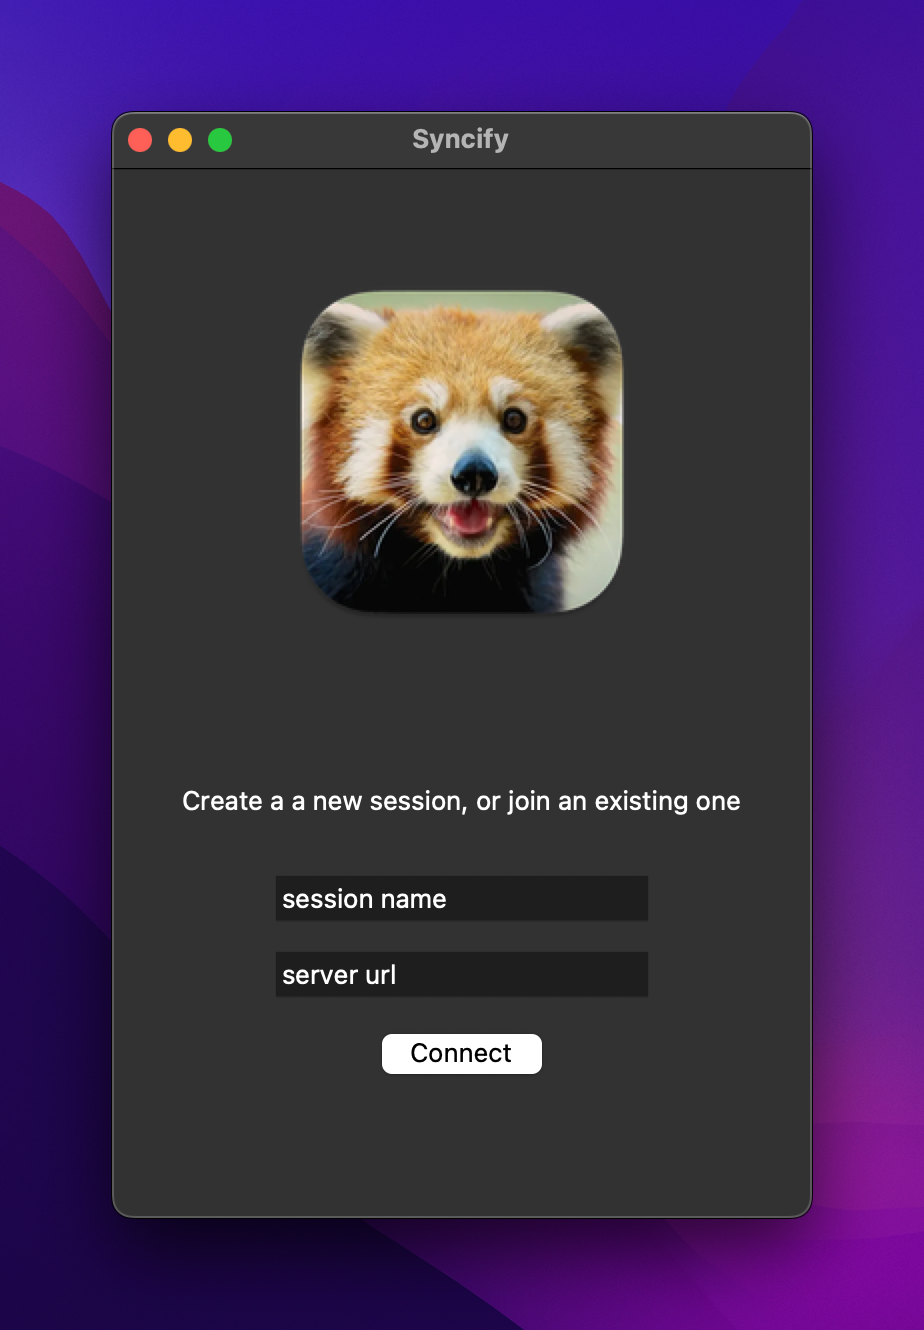 Syncify
Create a a new session, or join an existing one
session name
server url
Connect